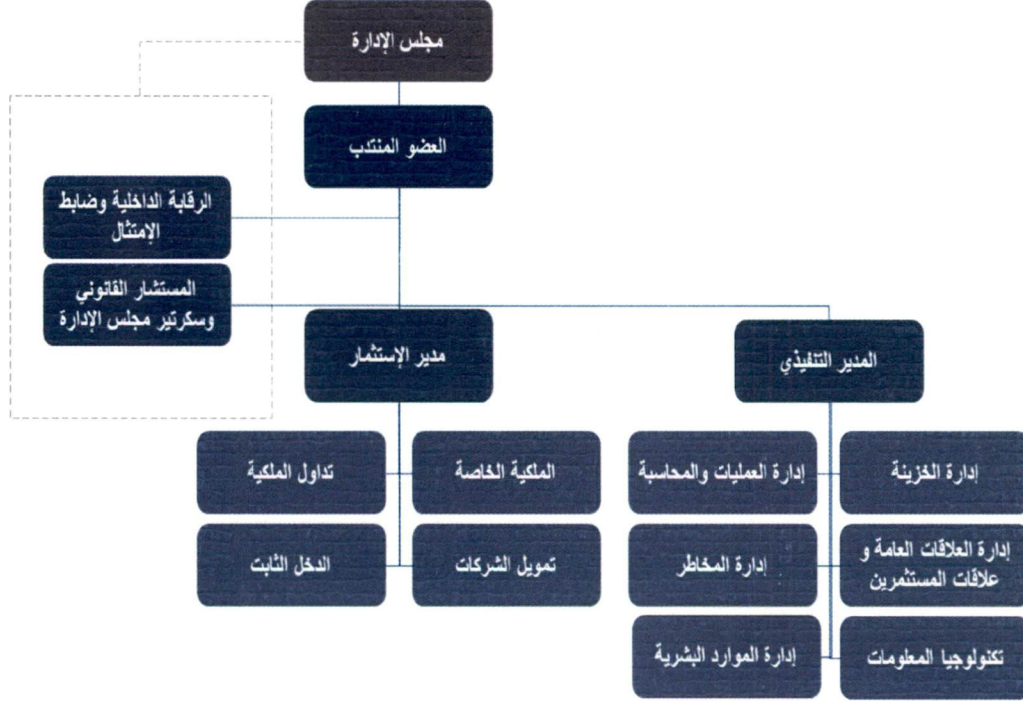 مجلس الإدارة
العضو المنتدب
الرقابة الداخلية وضابط
الإمتثال
المستشار القانوني
وسكرتير مجلس الإدارة
المدير التنفيذي
مدير الإستثمار
إدارة الخزينة
إدارة العمليات والمحاسبة
الملكية الخاصة
تداول الملكية
إدارة العلاقات العامة و
علاقات المستثمرين
إدارة المخاطر
تمويل الشركات
الدخل الثابت
تكنولوجيا المعلومات
إدارة الموارد البشرية